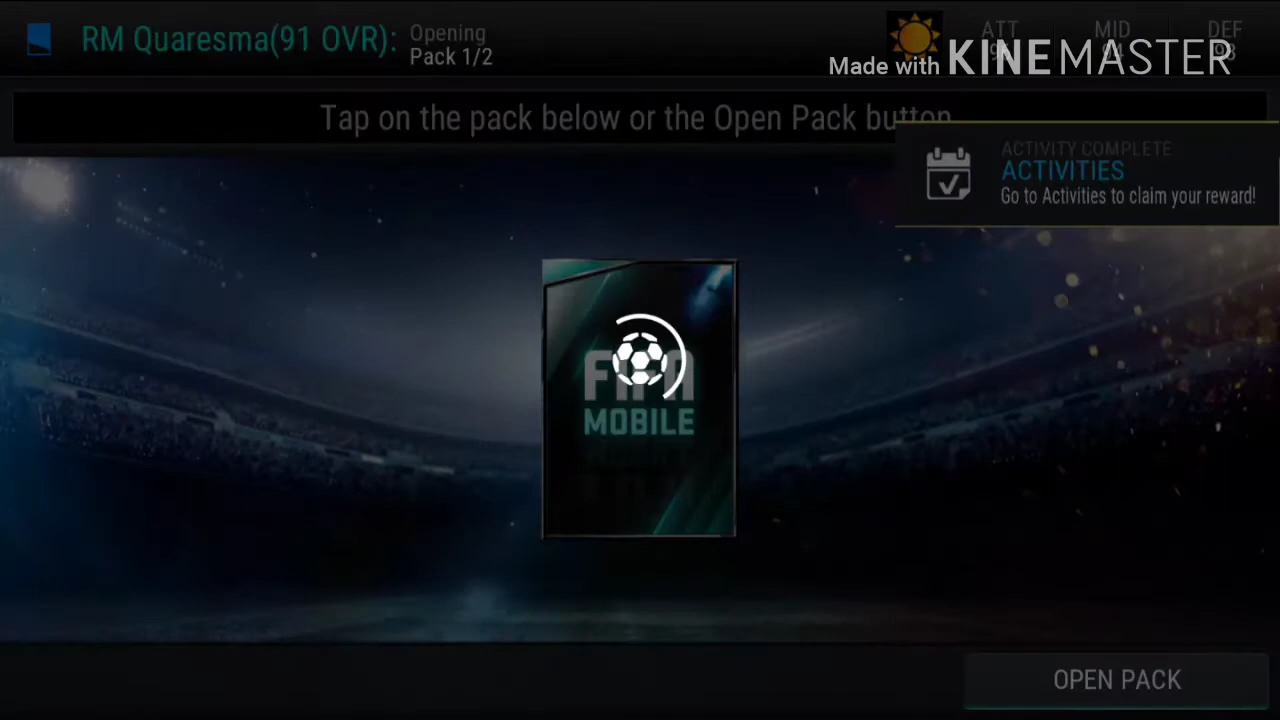 RM Quaresma(91 OVR):
Opening
Pack 1/2
ATT
MID
DEF
Made with KINEMASTER
Tap on the pack below or the Open Pack button
ACTIVITY COMPLETE
ACTIVITIES
Go to Activities to claim your reward!
FIFA
MOBILE
OPEN PACK